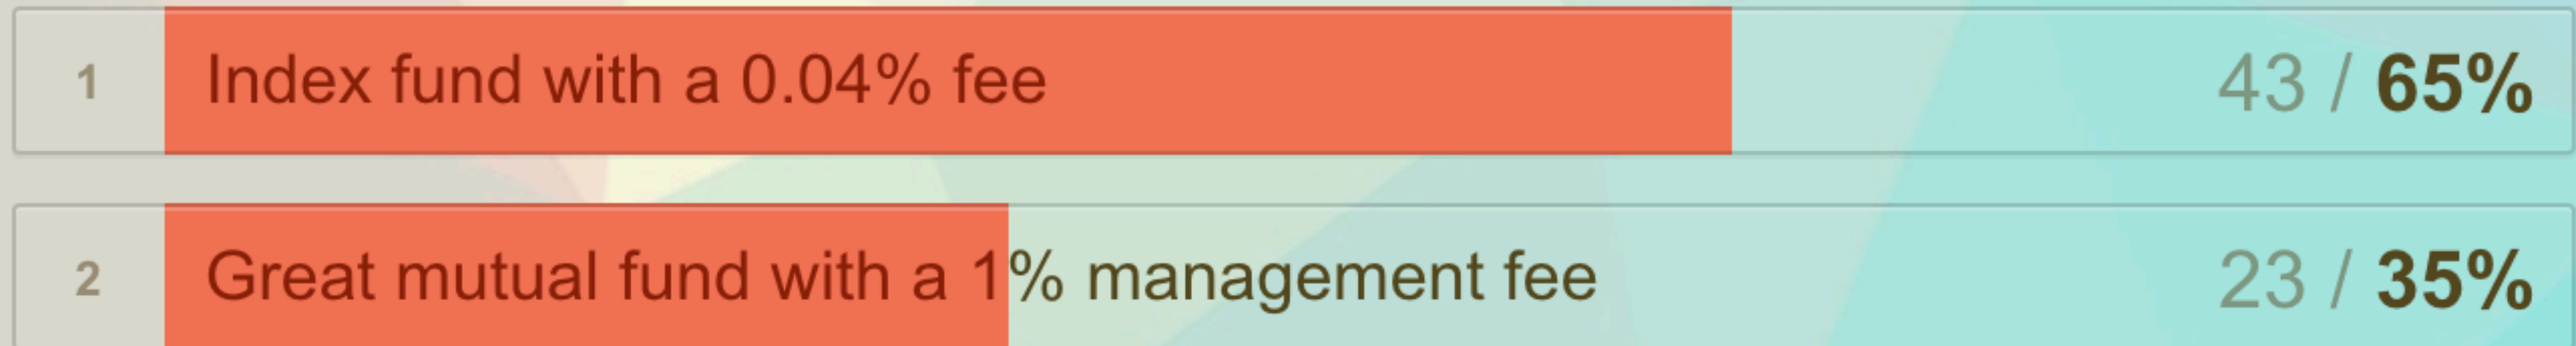 1 Index fund with a 0.04% fee 43 / 65%
2 Great mutual fund with a 1% management fee 23 / 35%